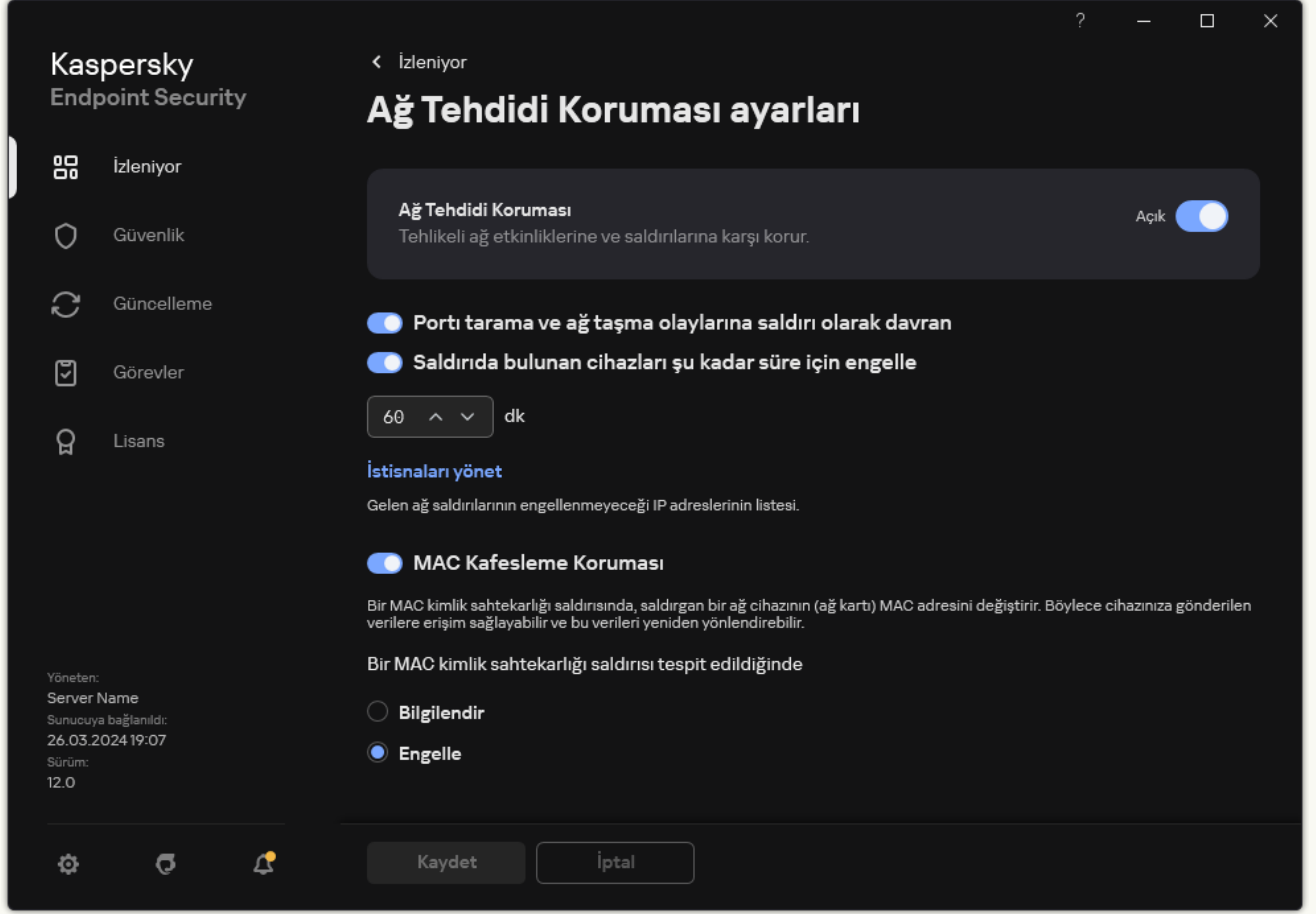 ?
Kaspersky
Endpoint Security
İzleniyor
Güvenlik
Güncelleme
Görevler
Lisans
Yöneten:
Server Name
Sunucuya bağlanıldı:
26.03.2024 19:07
Sürüm:
12.0
İzleniyor
Ağ Tehdidi Koruması ayarları
Ağ Tehdidi Koruması
Tehlikeli ağ etkinliklerine ve saldırılarına karşı korur.
Açık
Portı tarama ve ağ taşma olaylarına saldırı olarak davran
Saldırıda bulunan cihazları şu kadar süre için engelle
60 dk
İstisnaları yönet
Gelen ağ saldırılarının engellenmeyeceği IP adreslerinin listesi.
MAC Kafesleme Koruması
Bir MAC kimlik sahtekarlığı saldırısında, saldırgan bir ağ cihazının (ağ kartı) MAC adresini değiştirir. Böylece cihazınıza gönderilen
verilere erişim sağlayabilir ve bu verileri yeniden yönlendirebilir.
Bir MAC kimlik sahtekarlığı saldırısı tespit edildiğinde
Bilgilendir
Engelle
Kaydet
İptal